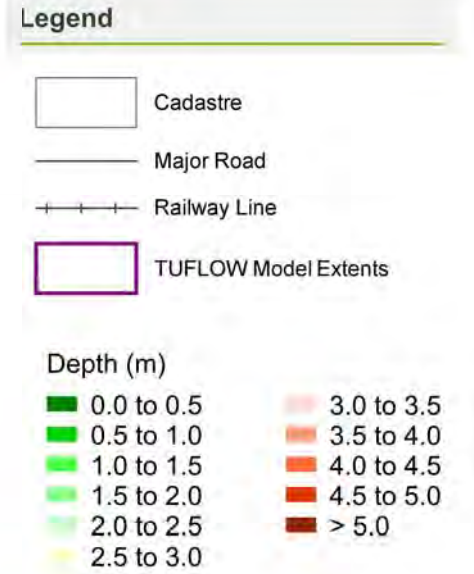 Legend
Cadastre
Major Road
Railway Line
TUFLOW Model Extents
Depth (m)
0.0 to 0.5
0.5 to 1.0
1.0 to 1.5
1.5 to 2.0
2.0 to 2.5
2.5 to 3.0
3.0 to 3.5
3.5 to 4.0
4.0 to 4.5
4.5 to 5.0
> 5.0